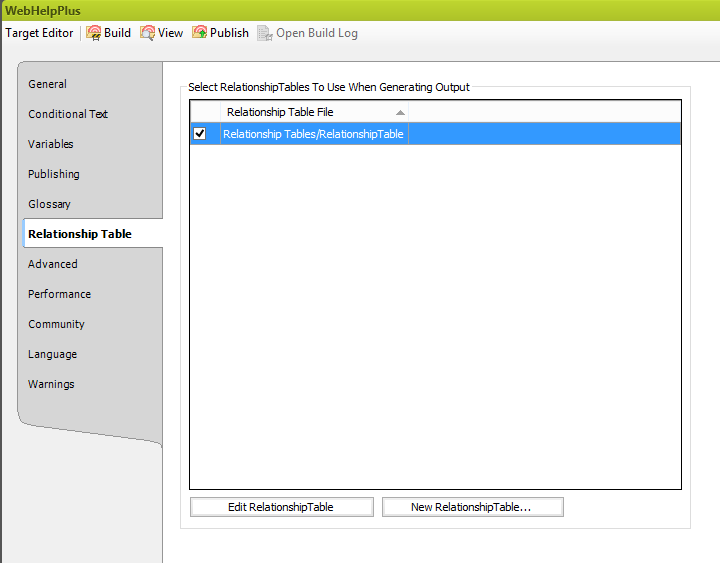 WebHelpPlus
Target Editor Build View Publish Open Build Log
General
Conditional Text
Variables
Publishing
Glossary
Relationship Table
Advanced
Performance
Community
Language
Warnings
Select RelationshipTables To Use When Generating Output
Relationship Table File
Relationship Tables/RelationshipTable
Edit RelationshipTable
New RelationshipTable...